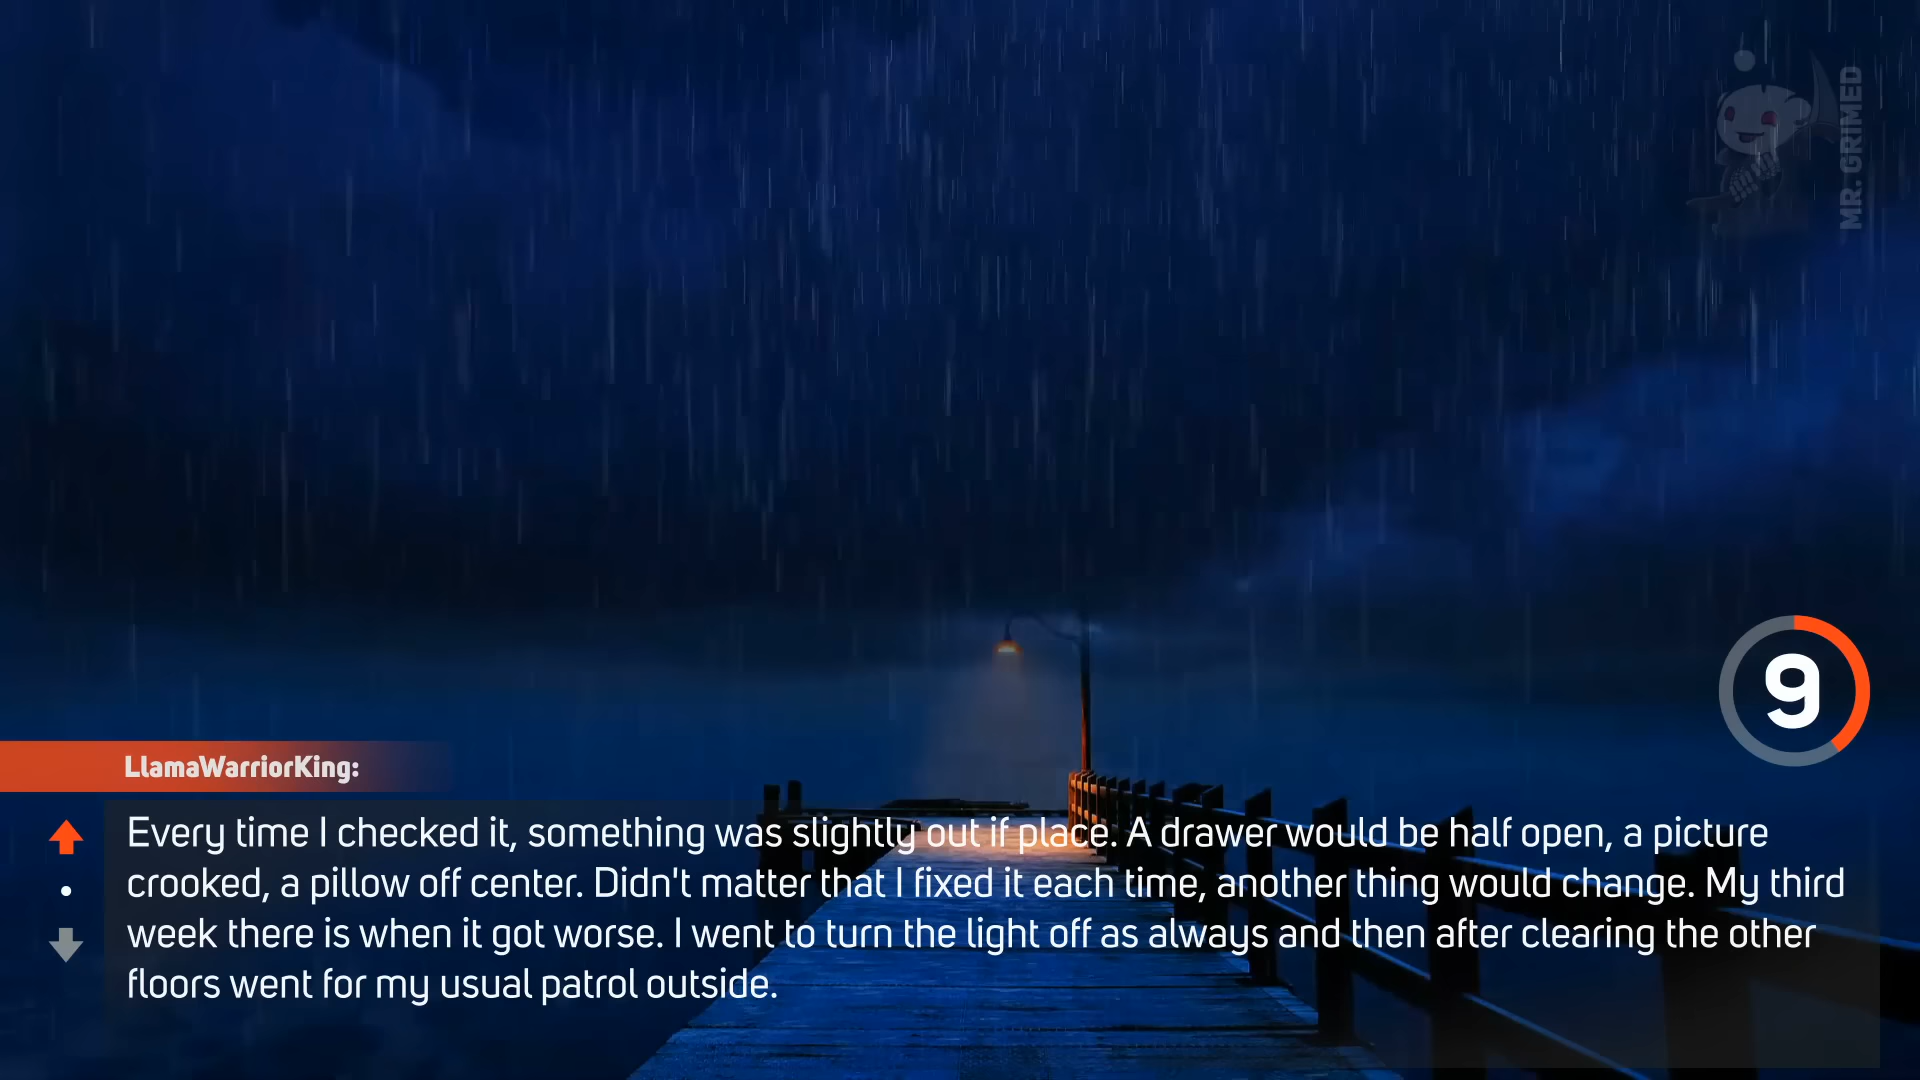 MR. GRIMED
9
LlamaWarriorKing:
Every time I checked it, something was slightly out if place. A drawer would be half open, a picture
crooked, a pillow off center. Didn't matter that I fixed it each time, another thing would change. My third
week there is when it got worse. I went to turn the light off as always and then after clearing the other
floors went for my usual patrol outside.